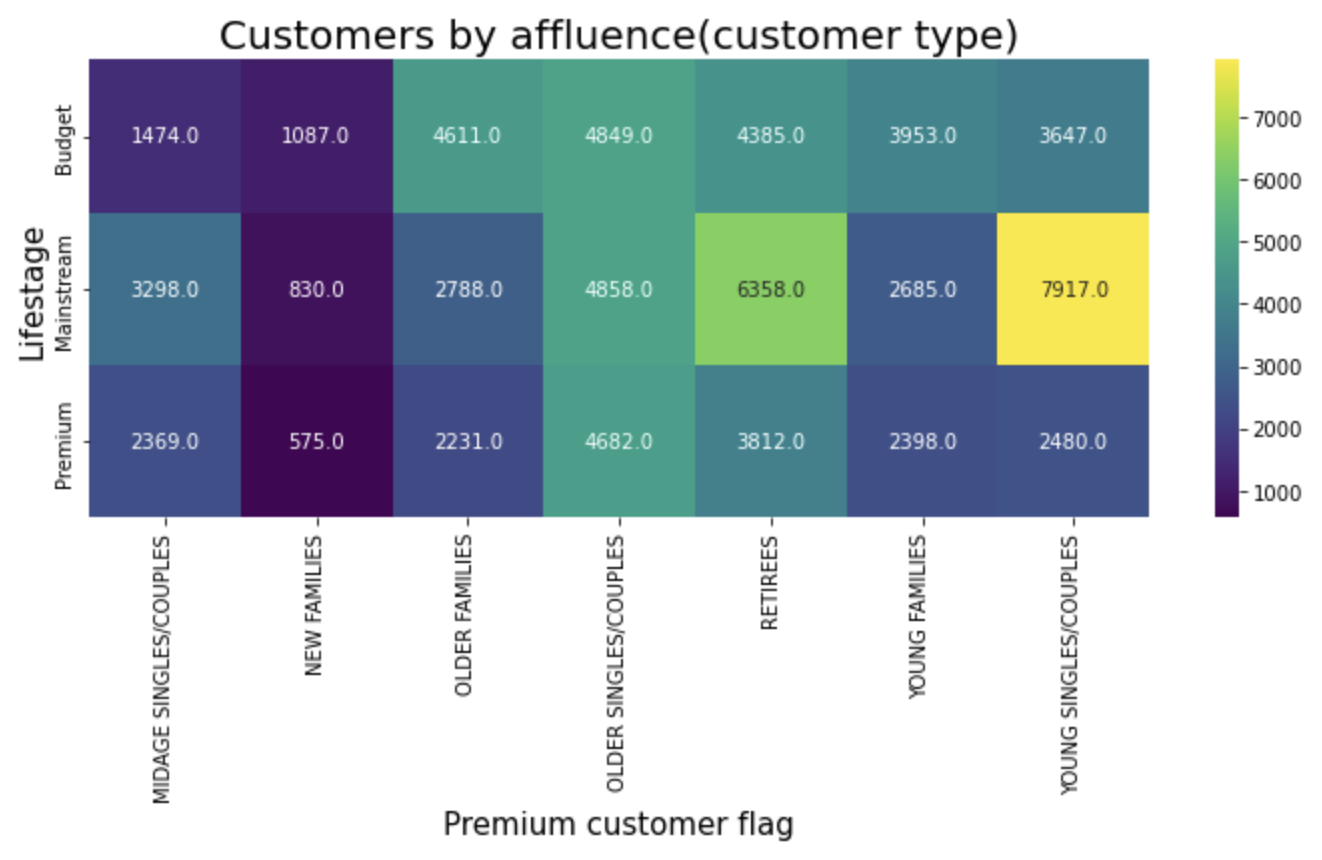 Customers by affluence(customer type)
Lifestage
Budget
1474.0 1087.0 4611.0 4849.0 4385.0 3953.0 3647.0
Mainstream
3298.0 830.0 2788.0 4858.0 6358.0 2685.0 7917.0
Premium
2369.0 575.0 2231.0 4682.0 3812.0 2398.0 2480.0
MIDAGE SINGLES/COUPLES
NEW FAMILIES
OLDER FAMILIES
OLDER SINGLES/COUPLES
RETIREES
YOUNG FAMILIES
YOUNG SINGLES/COUPLES
Premium customer flag
7000
6000
5000
4000
3000
2000
1000